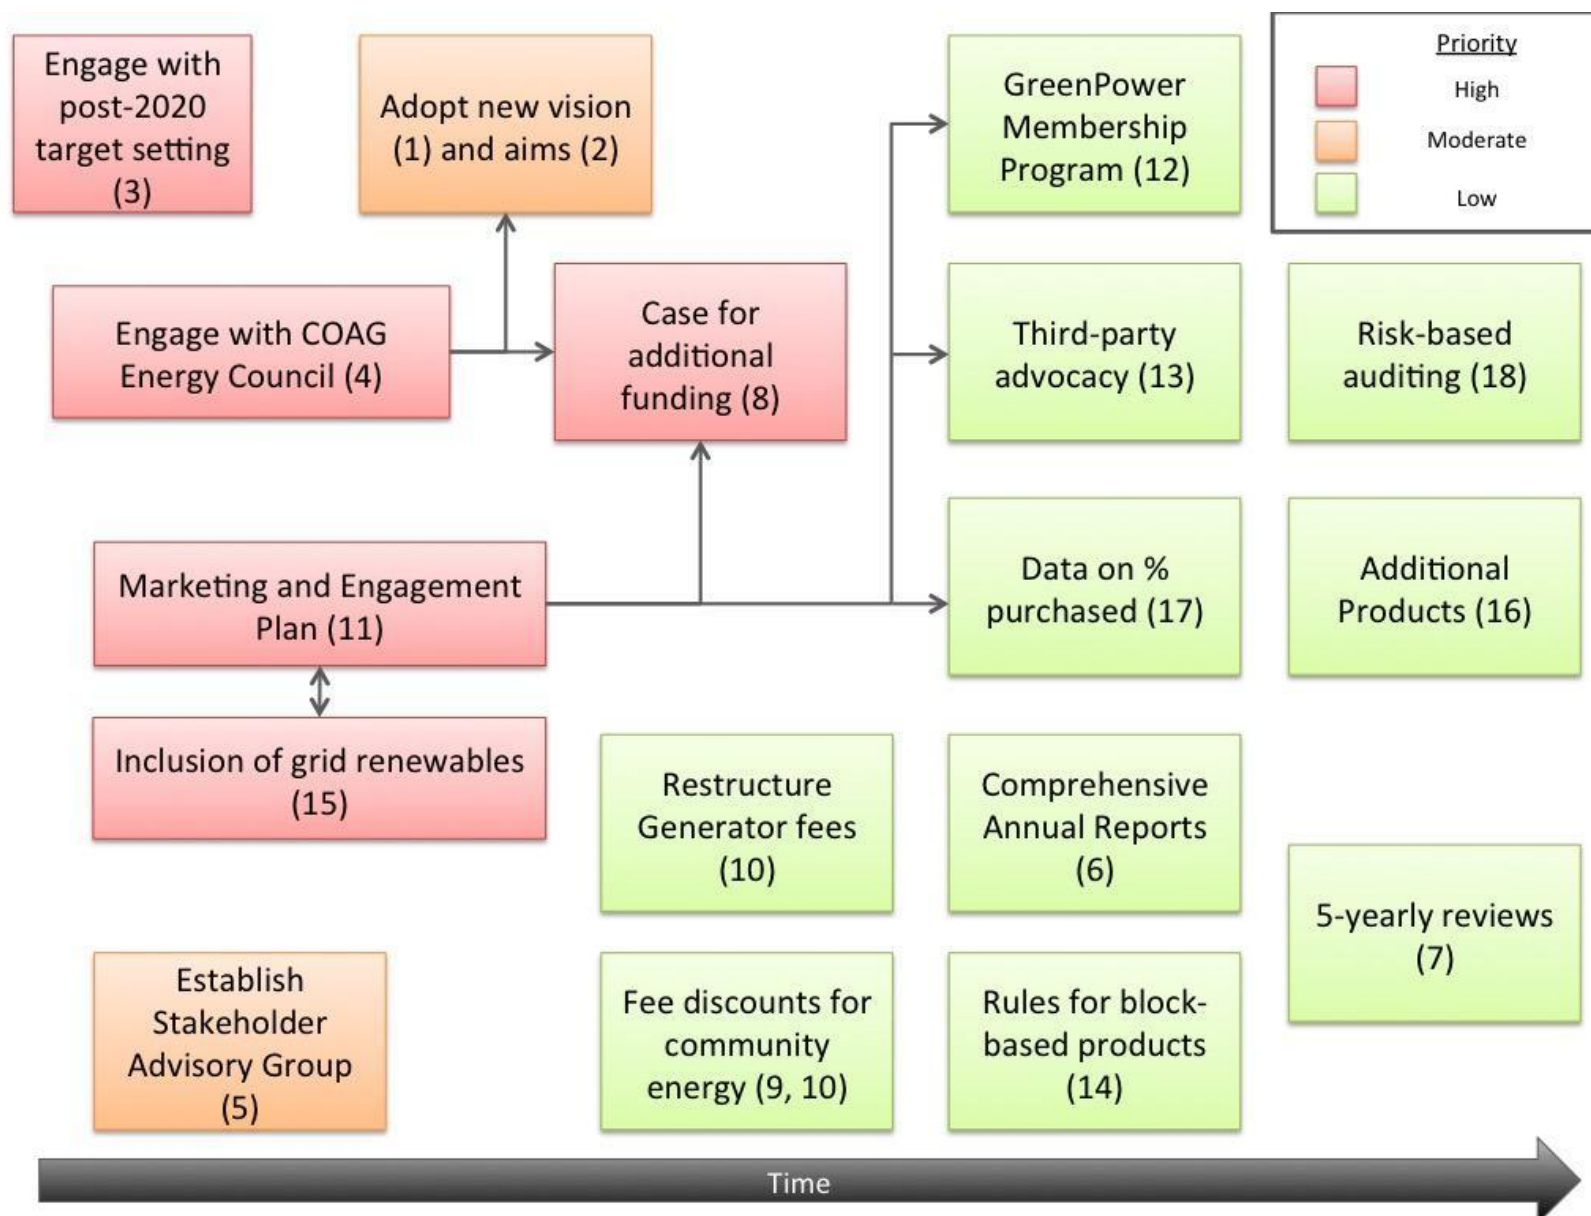 Engage with
post-2020
target setting
(3)
Adopt new vision
(1) and aims (2)
GreenPower
Membership
Program (12)
Priority
High
Moderate
Low
Engage with COAG
Energy Council (4)
Case for
additional
funding (8)
Third-party
advocacy (13)
Risk-based
auditing (18)
Marketing and Engagement
Plan (11)
Data on %
purchased (17)
Additional
Products (16)
Inclusion of grid renewables
(15)
Restructure
Generator fees
(10)
Comprehensive
Annual Reports
(6)
5-yearly reviews
(7)
Establish
Stakeholder
Advisory Group
(5)
Fee discounts for
community
energy (9, 10)
Rules for block-
based products
(14)
Time